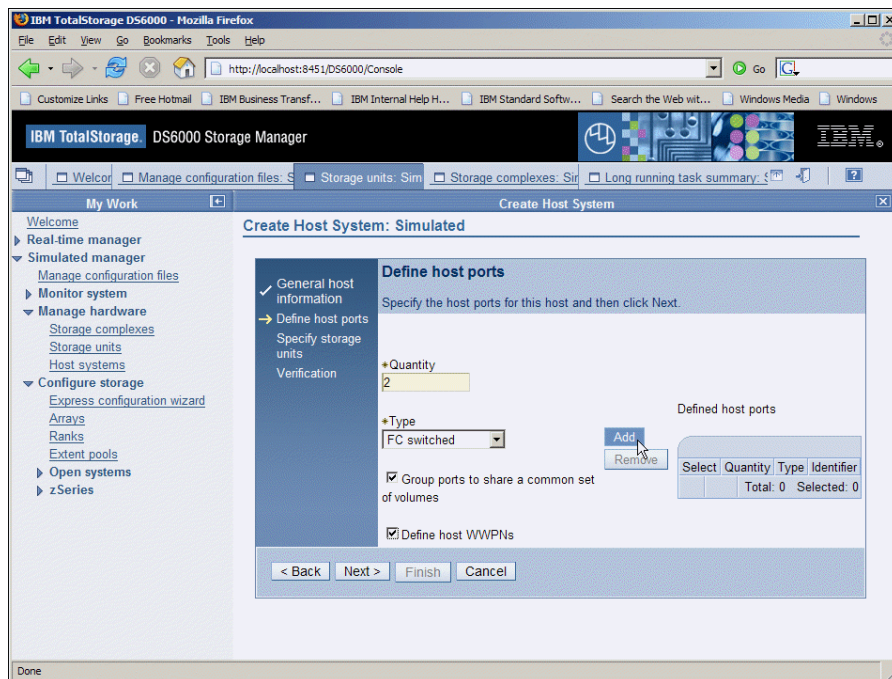 IBM TotalStorage DS6000 - Mozilla Firefox
File Edit View Go Bookmarks Tools Help
http://localhost:8451/DS6000/Console
Go
Customize Links Free Hotmail IBM Business Transf... IBM Internal Help H... IBM Standard Softw... Search the Web wit... Windows Media Windows
IBM TotalStorage. DS6000 Storage Manager
IBM
Welcor Manage configuration files: S Storage units: Sim Storage complexes: Sir Long running task summary: S
My Work
Create Host System
Welcome
Real-time manager
Simulated manager
Manage configuration files
Monitor system
Manage hardware
Storage complexes
Storage units
Host systems
Configure storage
Express configuration wizard
Arrays
Ranks
Extent pools
Open systems
zSeries
Create Host System: Simulated
General host
information
Define host ports
Specify storage
units
Verification
Define host ports
Specify the host ports for this host and then click Next.
*Quantity
2
*Type
FC switched
Group ports to share a common set
of volumes
Define host WWPNs
Add
Remove
Defined host ports
Select Quantity Type Identifier
Total: 0 Selected: 0
< Back Next > Finish Cancel
Done